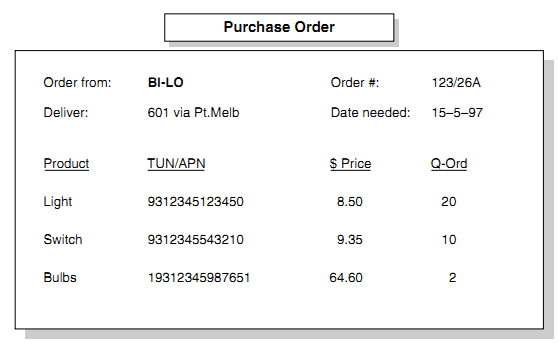 Purchase Order
Order from: BI-LO Order #: 123/26A
Deliver: 601 via Pt.Melb Date needed: 15–5–97
Product TUN/APN $ Price Q-Ord
Light 9312345123450 8.50 20
Switch 9312345543210 9.35 10
Bulbs 19312345987651 64.60 2